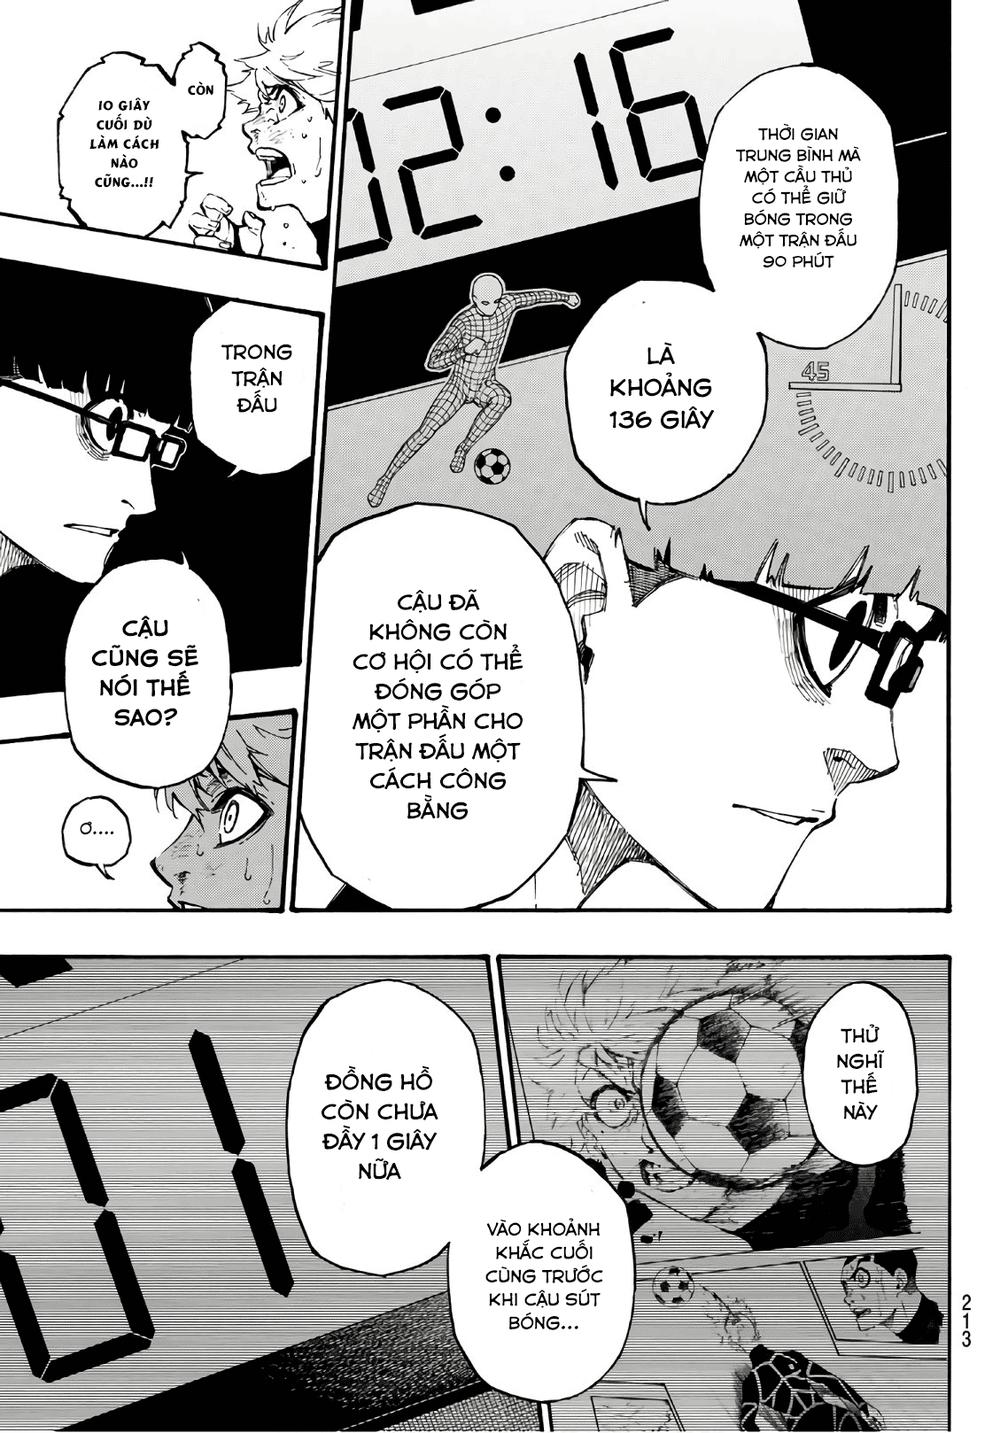 02:16
THỜI GIAN
TRUNG BÌNH MÀ
MỘT CẦU THỦ
CÓ THỂ GIỮ
BÓNG TRONG
MỘT TRẬN ĐẤU
90 PHÚT
LÀ
KHOẢNG
136 GIÂY
45
CẬU ĐÃ
KHÔNG CÒN
CƠ HỘI CÓ THỂ
ĐÓNG GÓP
MỘT PHẦN CHO
TRẬN ĐẤU MỘT
CÁCH CÔNG
BẰNG
CÒN
10 GIÂY
CUỐI DÙ
LÀM CÁCH
NÀO
CŨNG...!!
TRONG
TRẬN
ĐẤU
CẬU
CŨNG SẼ
NÓI THẾ
SAO?
Ơ....
THỬ
NGHĨ
THẾ
NÀY
VÀO KHOẢNH
KHẮC CUỐI
CÙNG TRƯỚC
KHI CẬU SÚT
BÓNG...
ĐỒNG HỒ
CÒN CHƯA
ĐẦY 1 GIÂY
NỮA
01
213